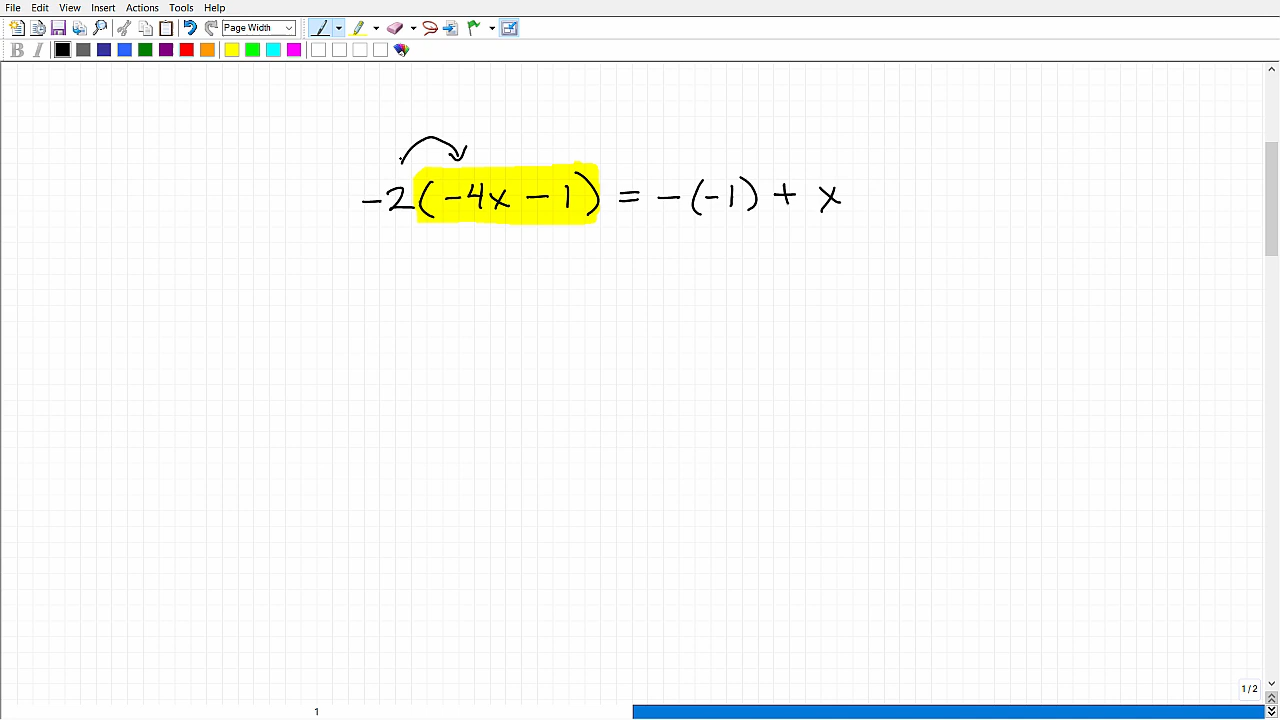 File Edit View Insert Actions Tools Help
Page Width
B I
-2(-4x - 1) = -(-1) + x
1/2
1